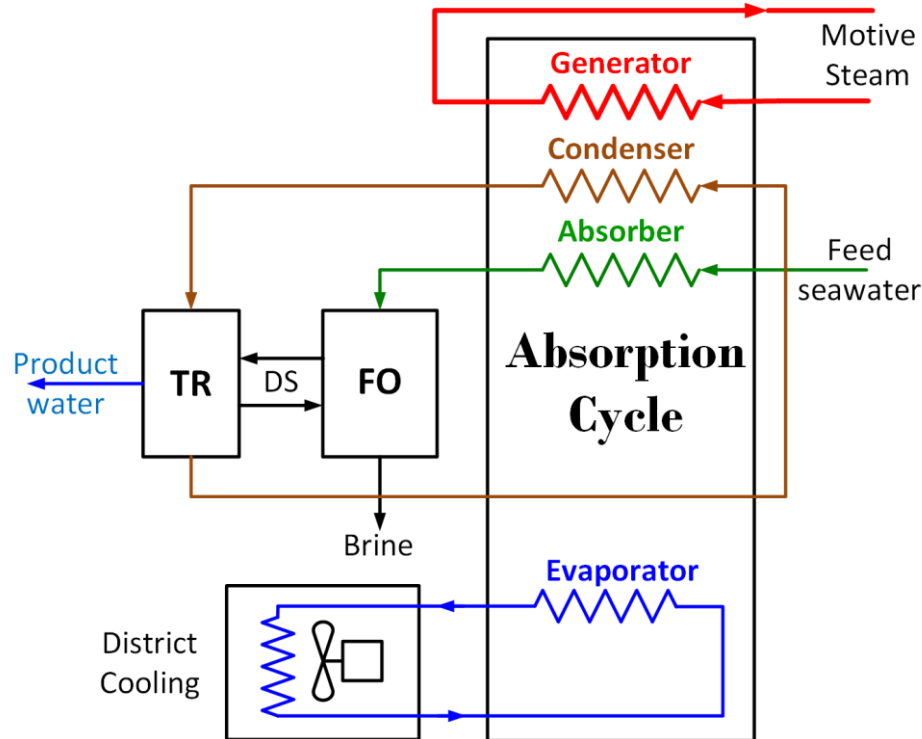 Generator
Motive
Steam
Condenser
Absorber
Feed
seawater
Absorption
Cycle
Product
water
TR
DS
FO
Brine
Evaporator
District
Cooling